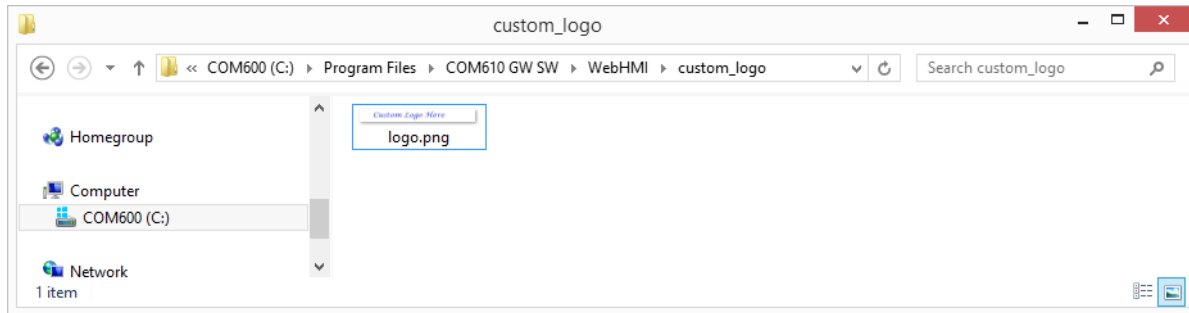 custom_logo
« COM600 (C:) Program Files COM610 GW SW WebHMI custom_logo Search custom_logo
Custom Logo Here
logo.png
Homegroup
Computer
COM600 (C:)
Network
1 item